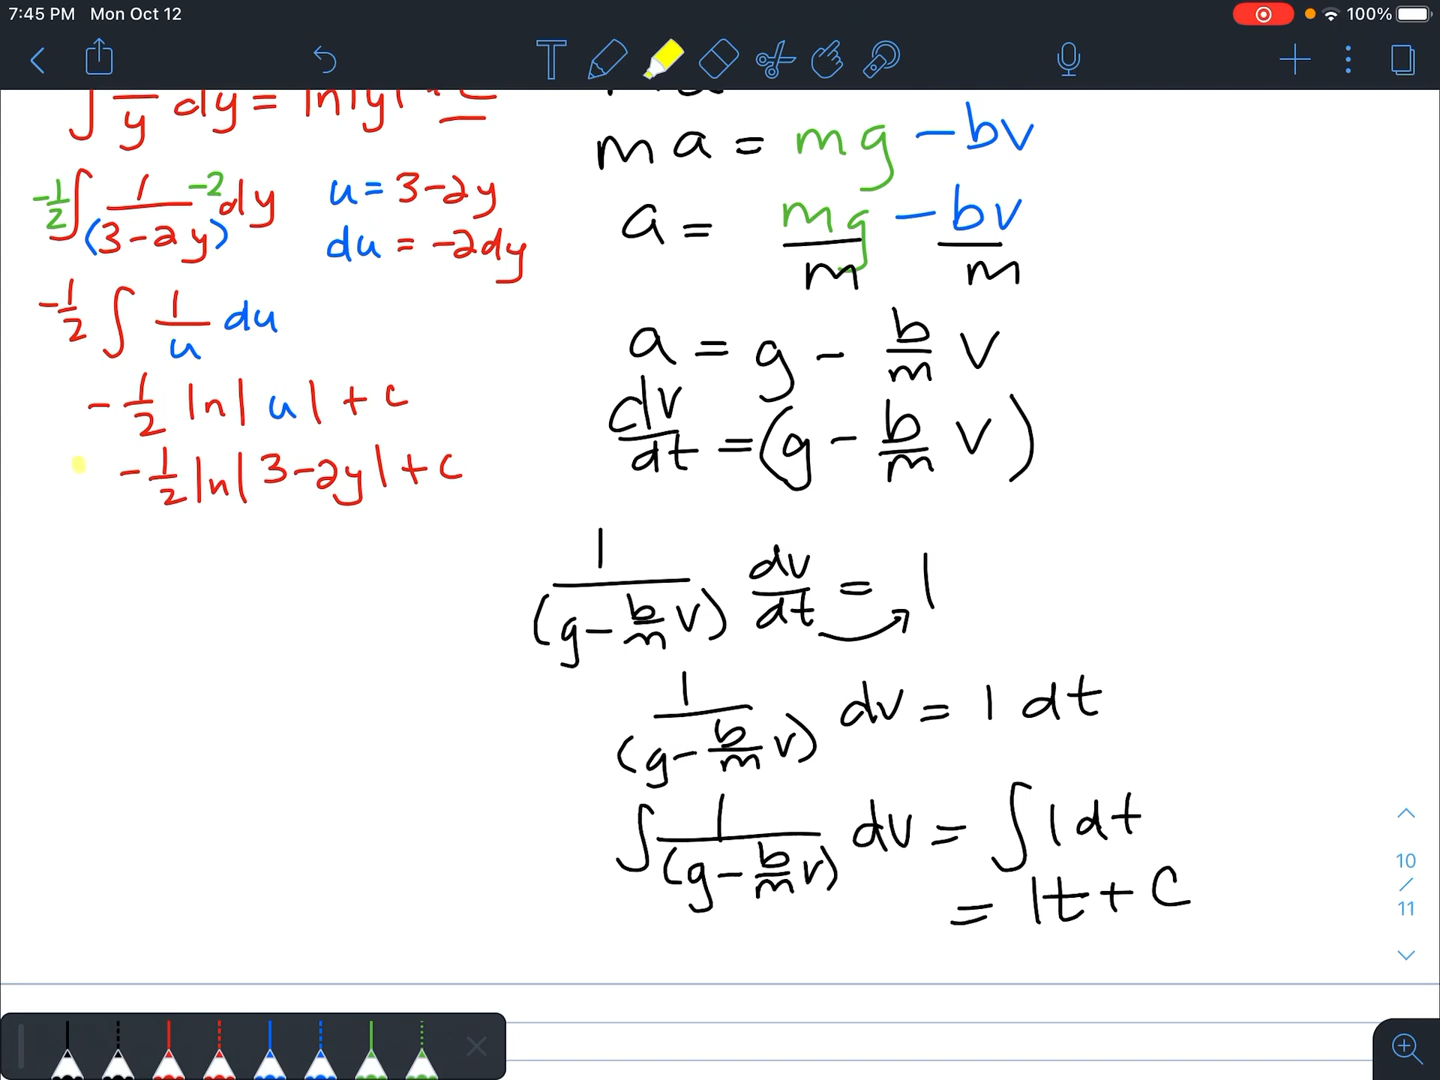 7:45 PM Mon Oct 12
100%
T
∫ 1/y dy = ln|y| + C
-1/2 ∫ 1/(3-2y) -2 dy
u = 3-2y
du = -2dy
-1/2 ∫ 1/u du
-1/2 ln|u| + C
-1/2 ln|3-2y| + C
ma = mg - bv
a = mg/m - bv/m
a = g - b/m v
dv/dt = (g - b/m v)
1/(g - b/m v) dv/dt = 1
1/(g - b/m v) dv = 1 dt
∫ 1/(g - b/m v) dv = ∫ 1 dt
= 1t + C
10
/
11